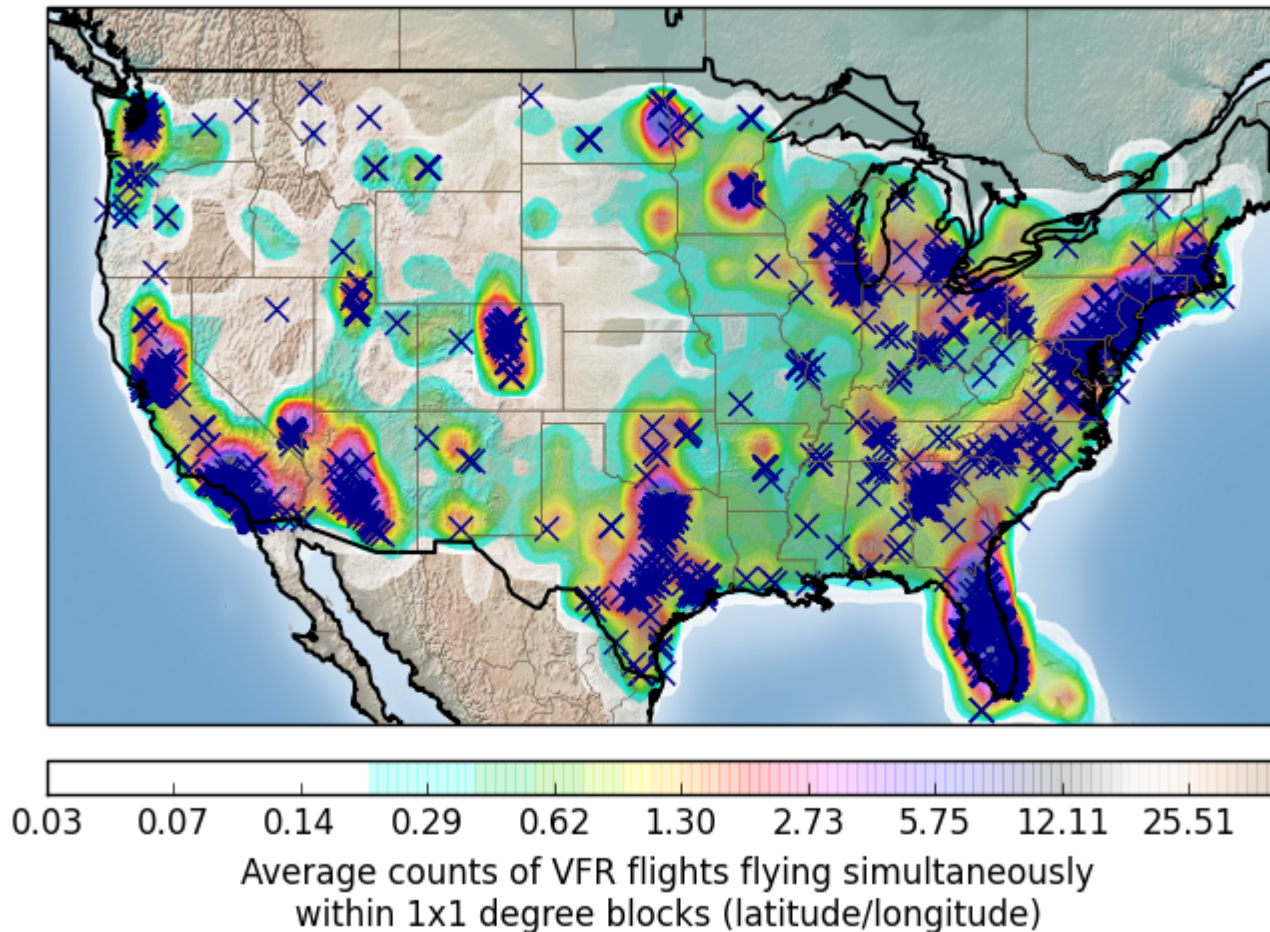 0.03 0.07 0.14 0.29 0.62 1.30 2.73 5.75 12.11 25.51
Average counts of VFR flights flying simultaneously
within 1x1 degree blocks (latitude/longitude)